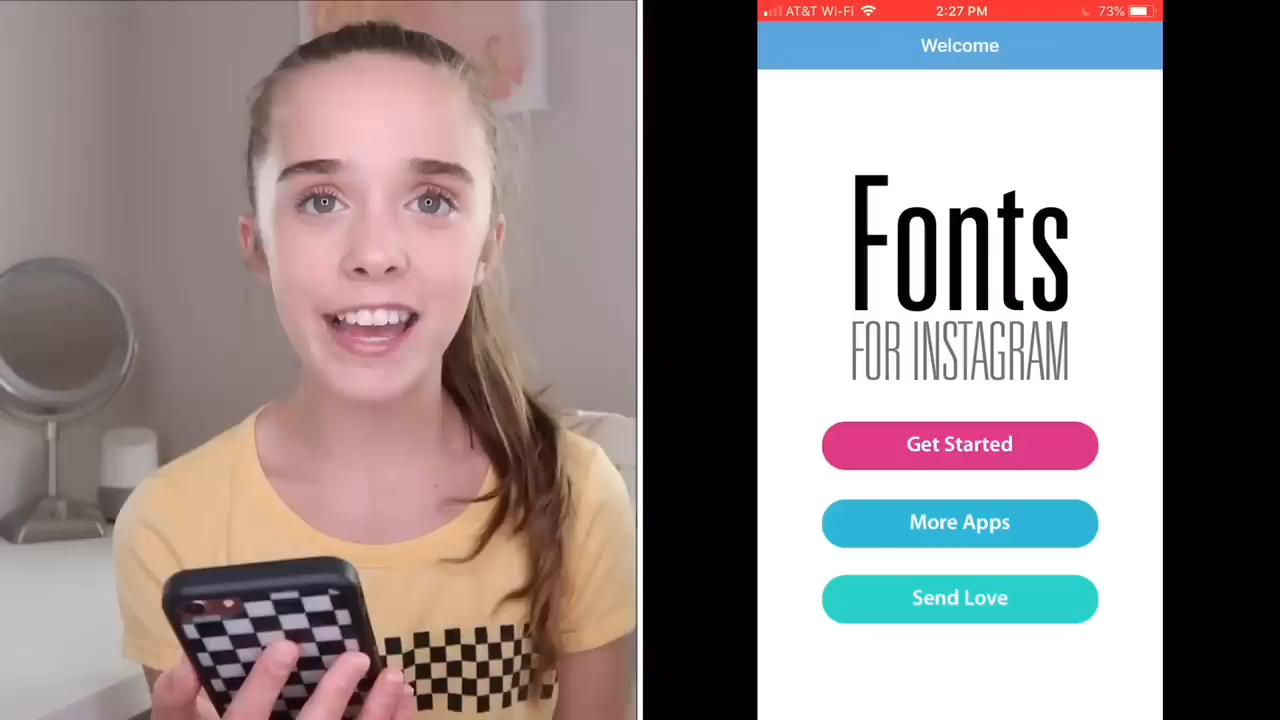 AT&T Wi-Fi 2:27 PM 73%
Welcome
Fonts
FOR INSTAGRAM
Get Started
More Apps
Send Love